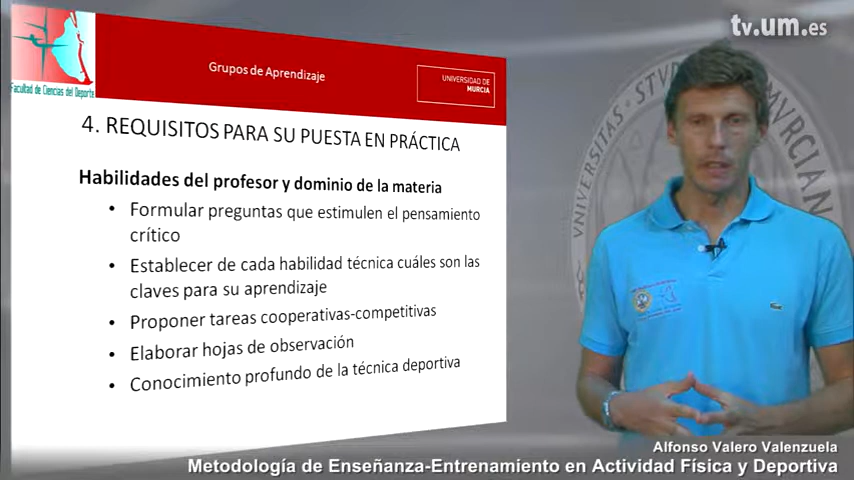 tv.um.es
Grupos de Aprendizaje
UNIVERSIDAD DE
MURCIA
Facultad de Ciencias del Deporte
4. REQUISITOS PARA SU PUESTA EN PRÁCTICA
Habilidades del profesor y dominio de la materia
• Formular preguntas que estimulen el pensamiento
crítico
• Establecer de cada habilidad técnica cuáles son las
claves para su aprendizaje
• Proponer tareas cooperativas-competitivas
• Elaborar hojas de observación
• Conocimiento profundo de la técnica deportiva
Alfonso Valero Valenzuela
Metodología de Enseñanza-Entrenamiento en Actividad Física y Deportiva